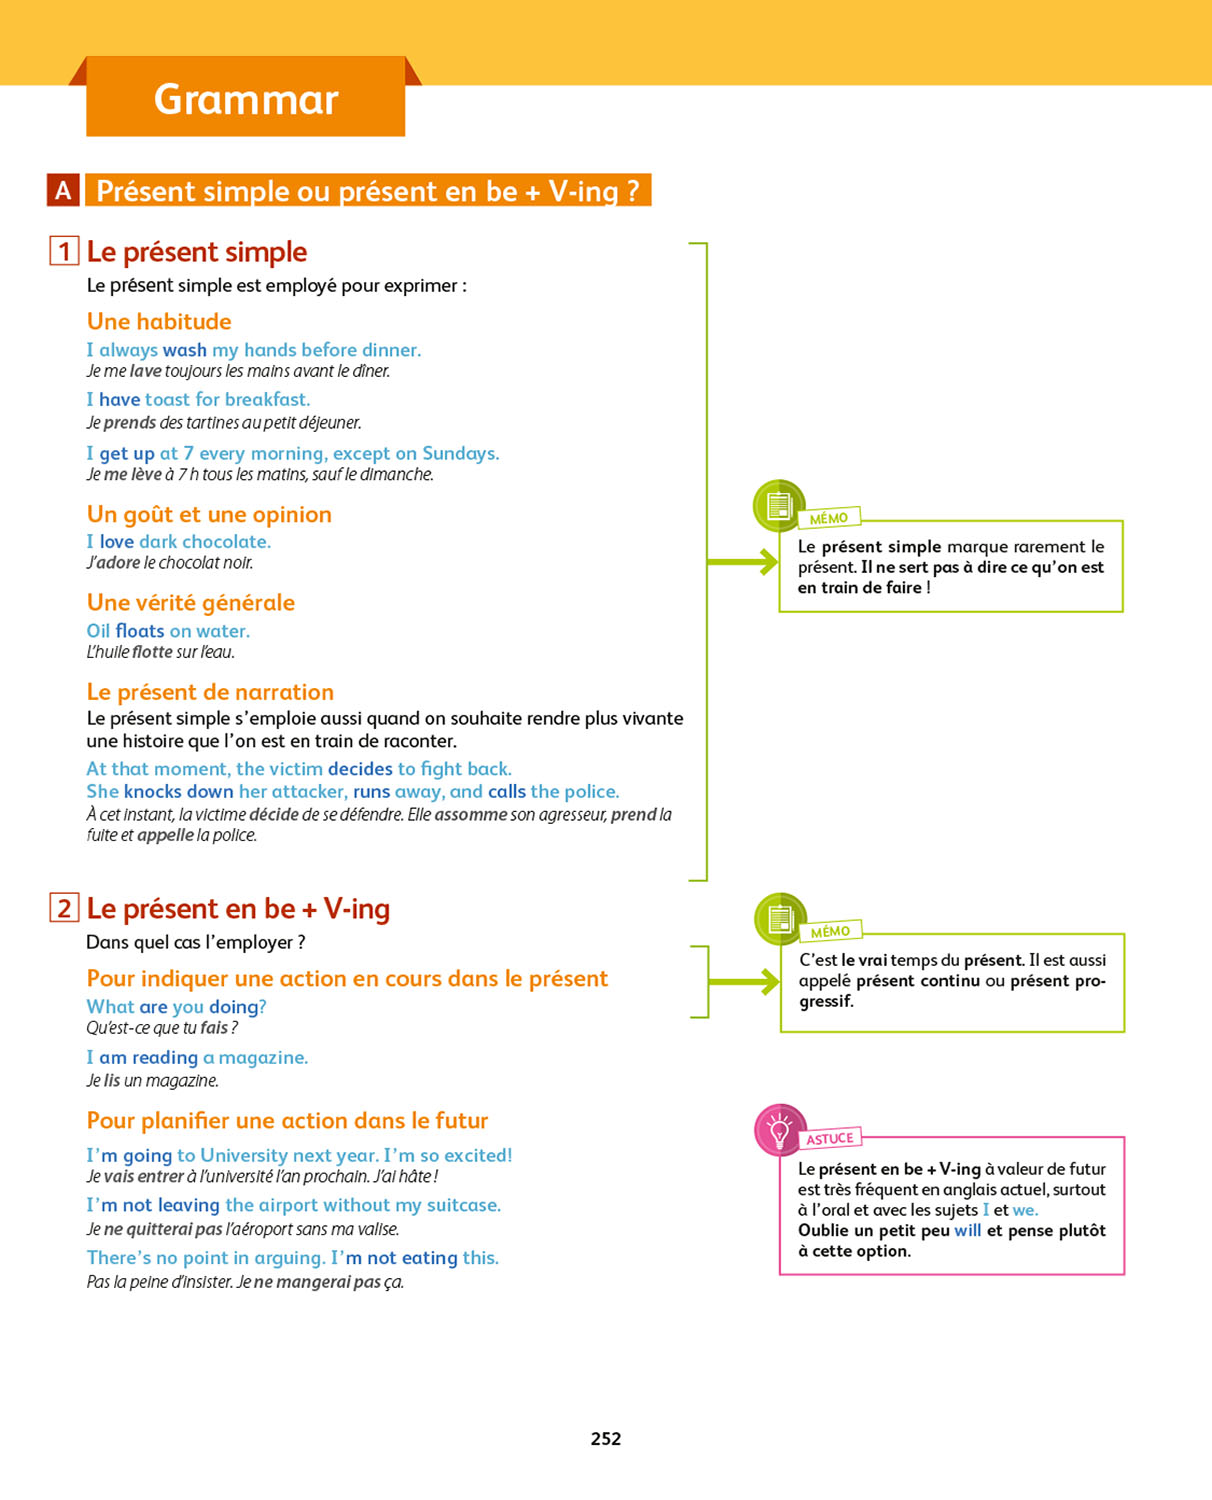 Grammar
A Présent simple ou présent en be + V-ing ?
1 Le présent simple
Le présent simple est employé pour exprimer :
Une habitude
I always wash my hands before dinner.
Je me lave toujours les mains avant le dîner.
I have toast for breakfast.
Je prends des tartines au petit déjeuner.
I get up at 7 every morning, except on Sundays.
Je me lève à 7 h tous les matins, sauf le dimanche.
Un goût et une opinion
I love dark chocolate.
J'adore le chocolat noir.
Une vérité générale
Oil floats on water.
L'huile flotte sur l'eau.
Le présent de narration
Le présent simple s'emploie aussi quand on souhaite rendre plus vivante
une histoire que l'on est en train de raconter.
At that moment, the victim decides to fight back.
She knocks down her attacker, runs away, and calls the police.
À cet instant, la victime décide de se défendre. Elle assomme son agresseur, prend la
fuite et appelle la police.
MÉMO
Le présent simple marque rarement le
présent. Il ne sert pas à dire ce qu'on est
en train de faire !
2 Le présent en be + V-ing
Dans quel cas l'employer ?
Pour indiquer une action en cours dans le présent
What are you doing?
Qu'est-ce que tu fais ?
I am reading a magazine.
Je lis un magazine.
MÉMO
C'est le vrai temps du présent. Il est aussi
appelé présent continu ou présent pro-
gressif.
Pour planifier une action dans le futur
I'm going to University next year. I'm so excited!
Je vais entrer à l'université l'an prochain. J'ai hâte !
I'm not leaving the airport without my suitcase.
Je ne quitterai pas l'aéroport sans ma valise.
There's no point in arguing. I'm not eating this.
Pas la peine d'insister. Je ne mangerai pas ça.
ASTUCE
Le présent en be + V-ing à valeur de futur
est très fréquent en anglais actuel, surtout
à l'oral et avec les sujets I et we.
Oublie un petit peu will et pense plutôt
à cette option.
252